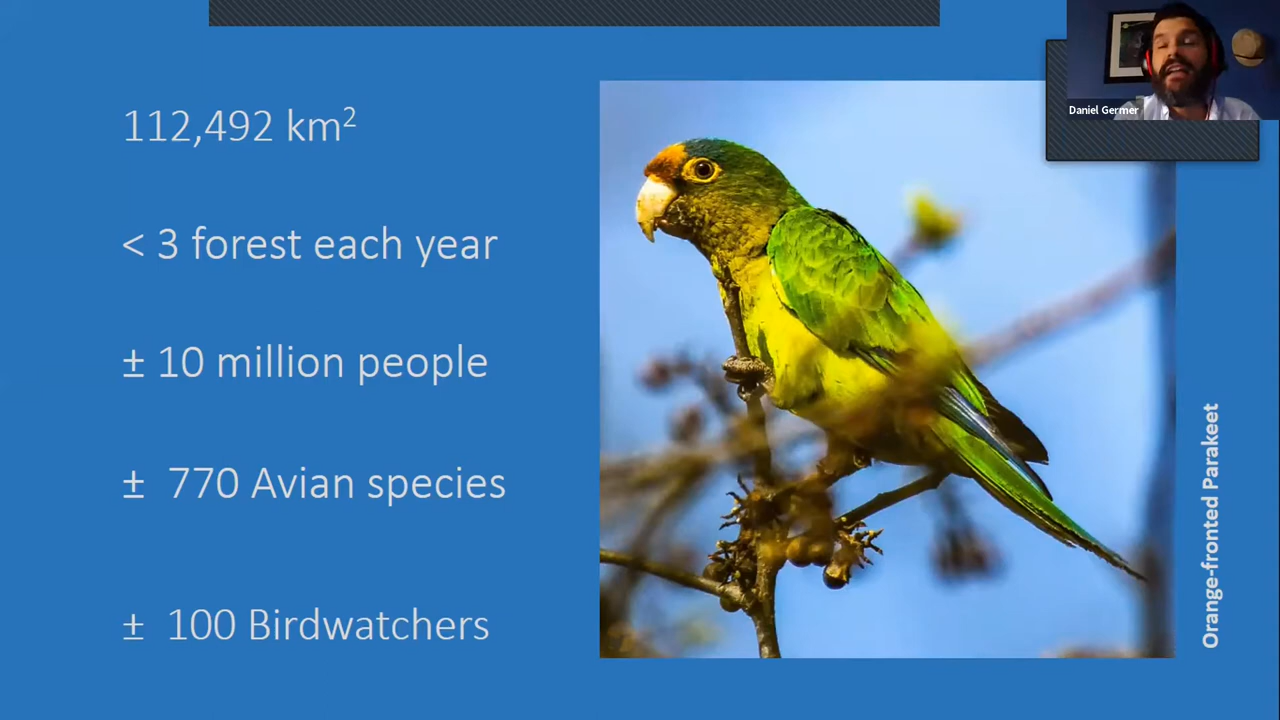 112,492 km²
< 3 forest each year
± 10 million people
± 770 Avian species
± 100 Birdwatchers
Orange-fronted Parakeet
Daniel Germer